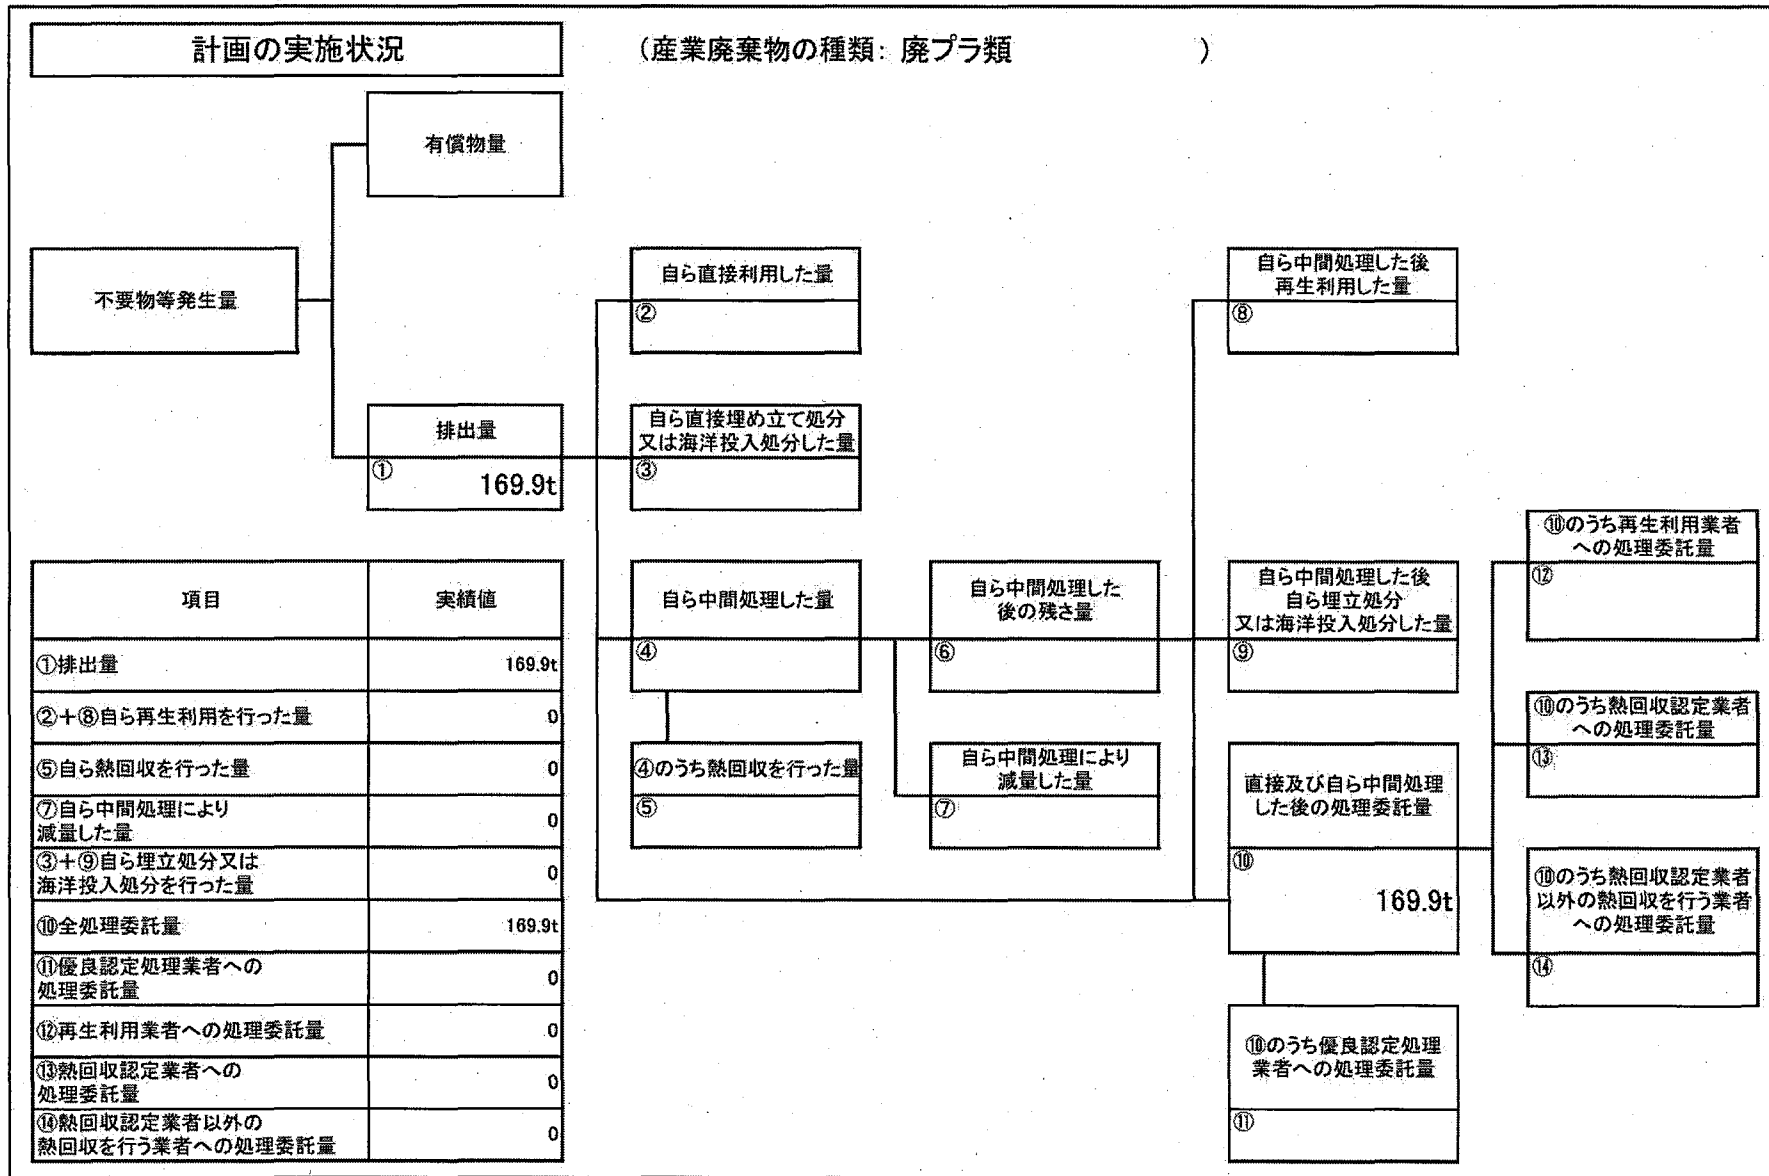 計画の実施状況
（産業廃棄物の種類：廃プラ類　　　　　　　）
有償物量
不要物等発生量
排出量
①
169.9t
自ら直接利用した量
②
自ら直接埋め立て処分
又は海洋投入処分した量
③
自ら中間処理した量
④
④のうち熱回収を行った量
⑤
自ら中間処理した
後の残さ量
⑥
自ら中間処理により
減量した量
⑦
自ら中間処理した後
再生利用した量
⑧
自ら中間処理した後
自ら埋立処分
又は海洋投入処分した量
⑨
直接及び自ら中間処理
した後の処理委託量
⑩
169.9t
⑩のうち優良認定処理
業者への処理委託量
⑪
⑩のうち再生利用業者
への処理委託量
⑫
⑩のうち熱回収認定業者
への処理委託量
⑬
⑩のうち熱回収認定業者
以外の熱回収を行う業者
への処理委託量
⑭
項目 実績値
①排出量 169.9t
②＋⑧自ら再生利用を行った量 0
⑤自ら熱回収を行った量 0
⑦自ら中間処理により
減量した量 0
③＋⑨自ら埋立処分又は
海洋投入処分を行った量 0
⑩全処理委託量 169.9t
⑪優良認定処理業者への
処理委託量 0
⑫再生利用業者への処理委託量 0
⑬熱回収認定業者への
処理委託量 0
⑭熱回収認定業者以外の
熱回収を行う業者への処理委託量 0